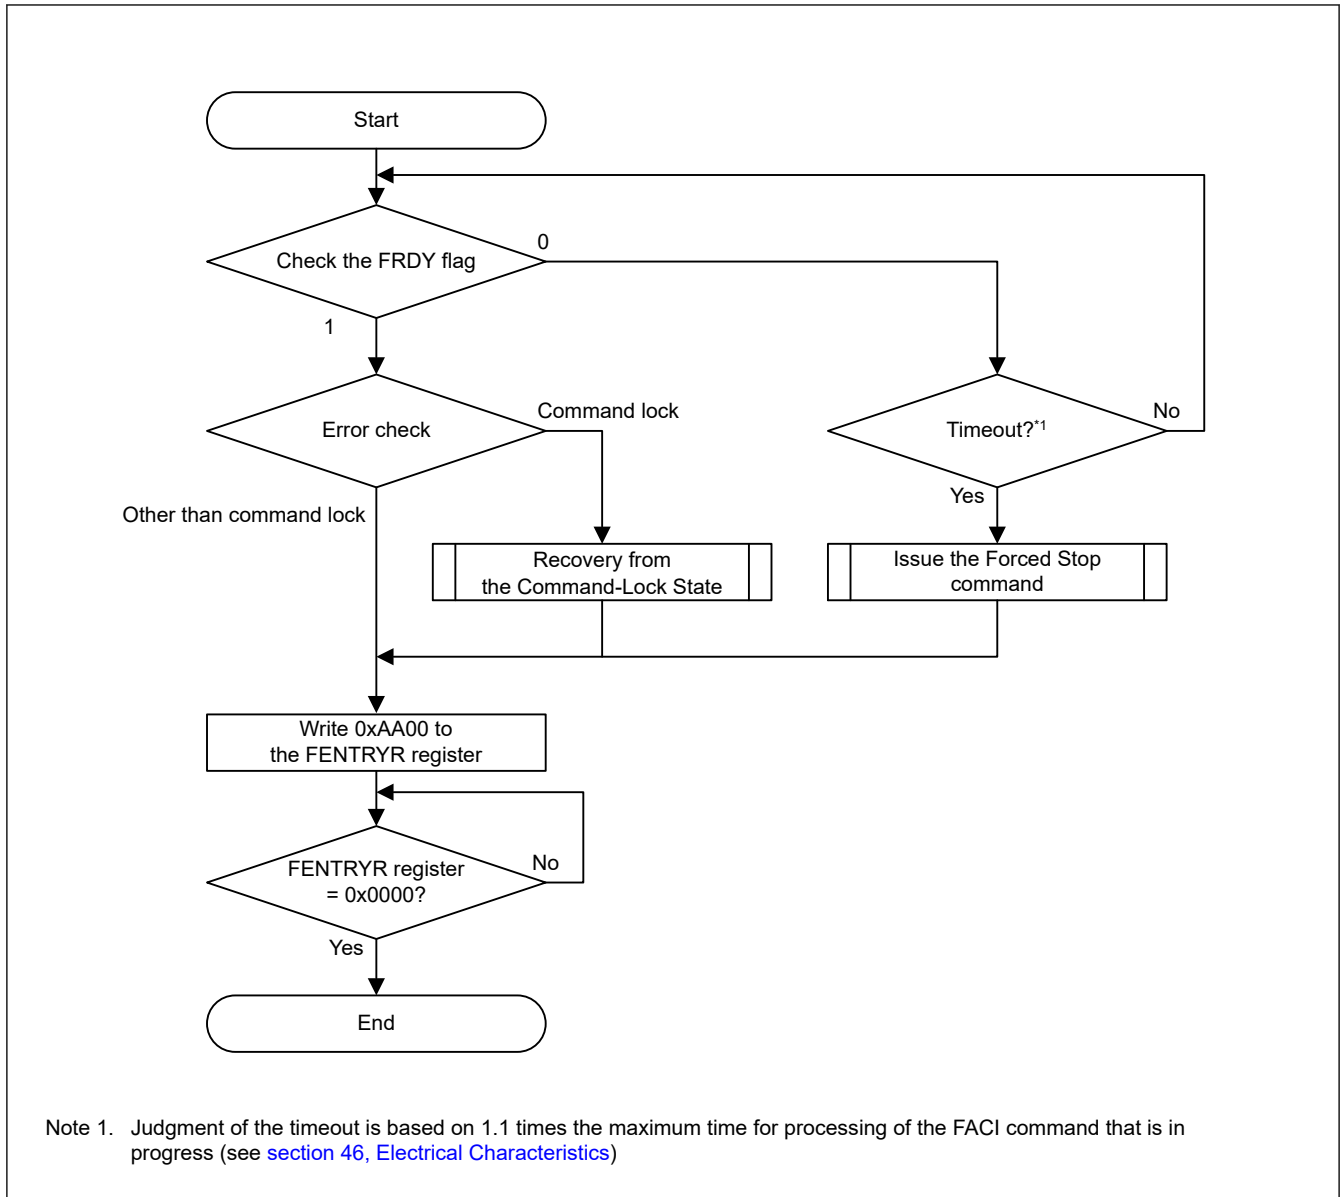 Start
Check the FRDY flag
0
1
Error check
Command lock
Timeout?*1
No
Other than command lock
Yes
Recovery from
the Command-Lock State
Issue the Forced Stop
command
Write 0xAA00 to
the FENTRYR register
FENTRYR register
= 0x0000?
No
Yes
End
Note 1. Judgment of the timeout is based on 1.1 times the maximum time for processing of the FACI command that is in
progress (see section 46, Electrical Characteristics)